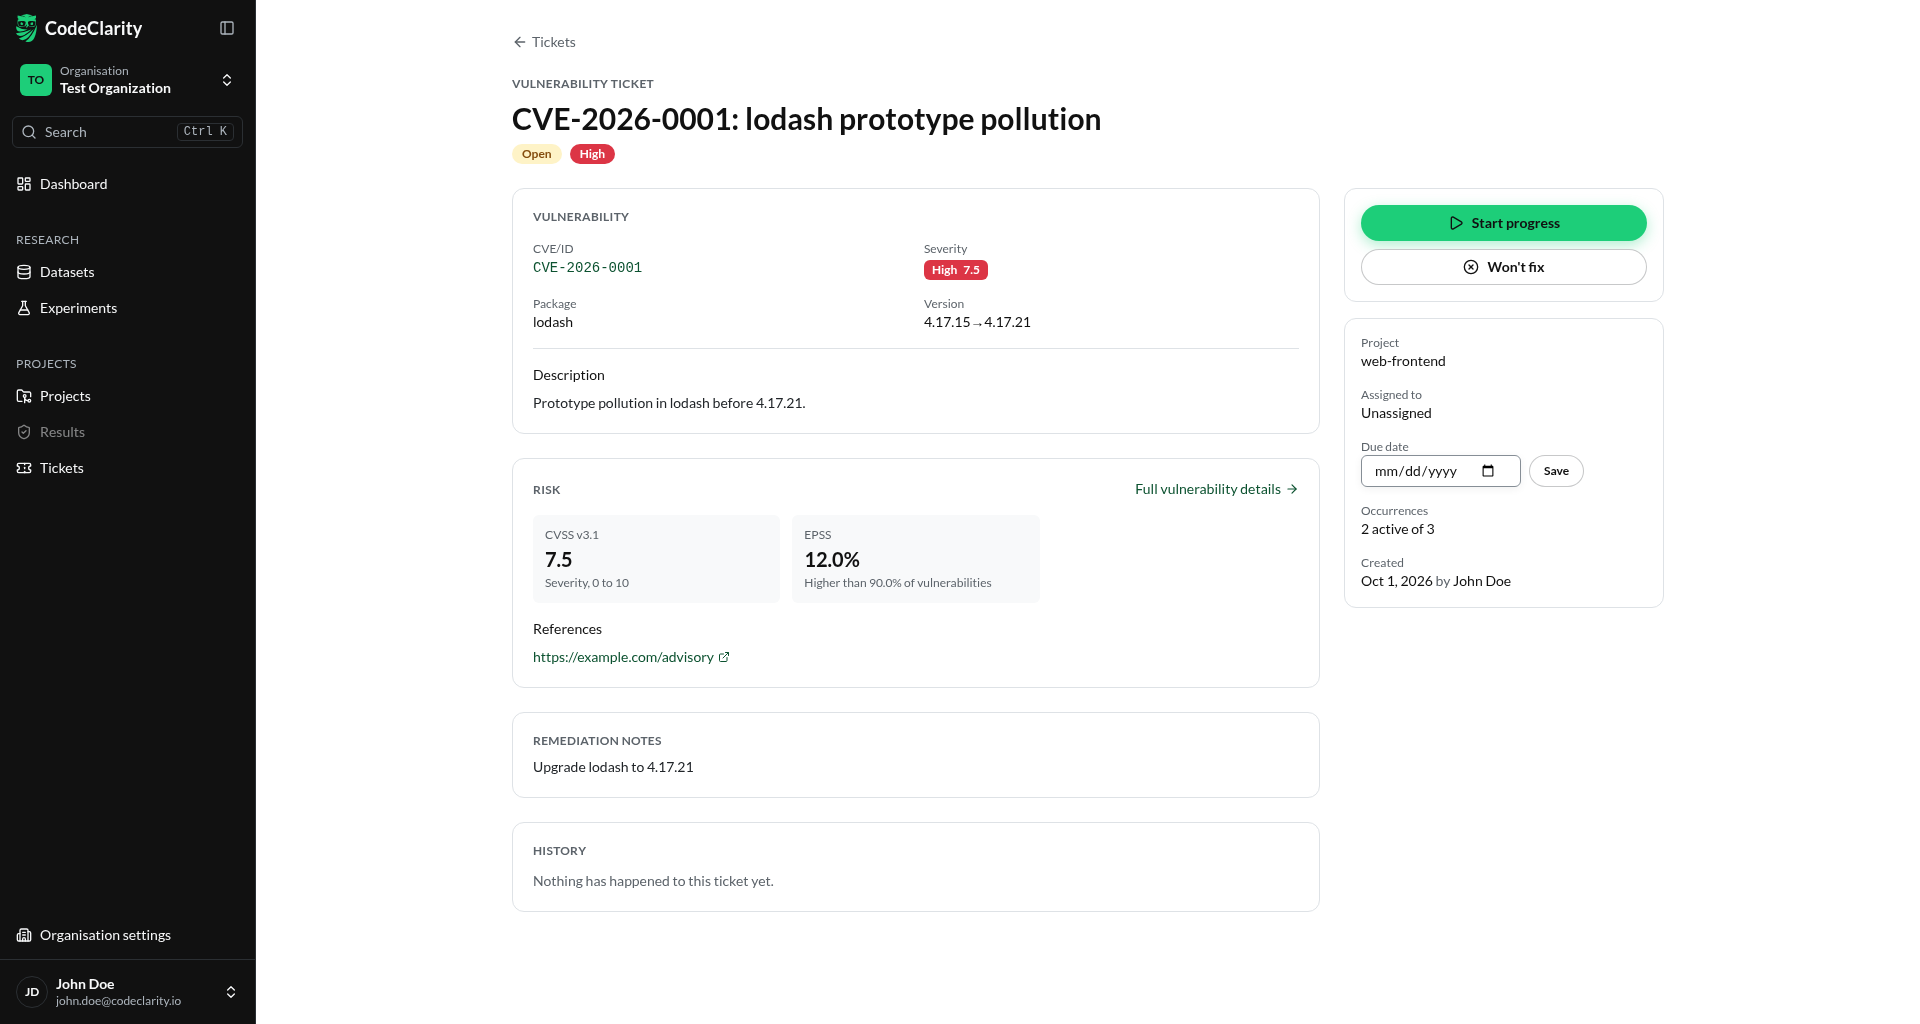 CodeClarity
TO
Organisation
Test Organization
Search
Ctrl K
Dashboard
RESEARCH
Datasets
Experiments
PROJECTS
Projects
Results
Tickets
Organisation settings
JD
John Doe
john.doe@codeclarity.io
Tickets
VULNERABILITY TICKET
CVE-2026-0001: lodash prototype pollution
Open
High
VULNERABILITY
CVE/ID
CVE-2026-0001
Severity
High 7.5
Package
lodash
Version
4.17.15→4.17.21
Description
Prototype pollution in lodash before 4.17.21.
RISK
Full vulnerability details →
CVSS v3.1
7.5
Severity, 0 to 10
EPSS
12.0%
Higher than 90.0% of vulnerabilities
References
https://example.com/advisory
REMEDIATION NOTES
Upgrade lodash to 4.17.21
HISTORY
Nothing has happened to this ticket yet.
Start progress
Won't fix
Project
web-frontend
Assigned to
Unassigned
Due date
mm/dd/yyyy
Save
Occurrences
2 active of 3
Created
Oct 1, 2026 by John Doe